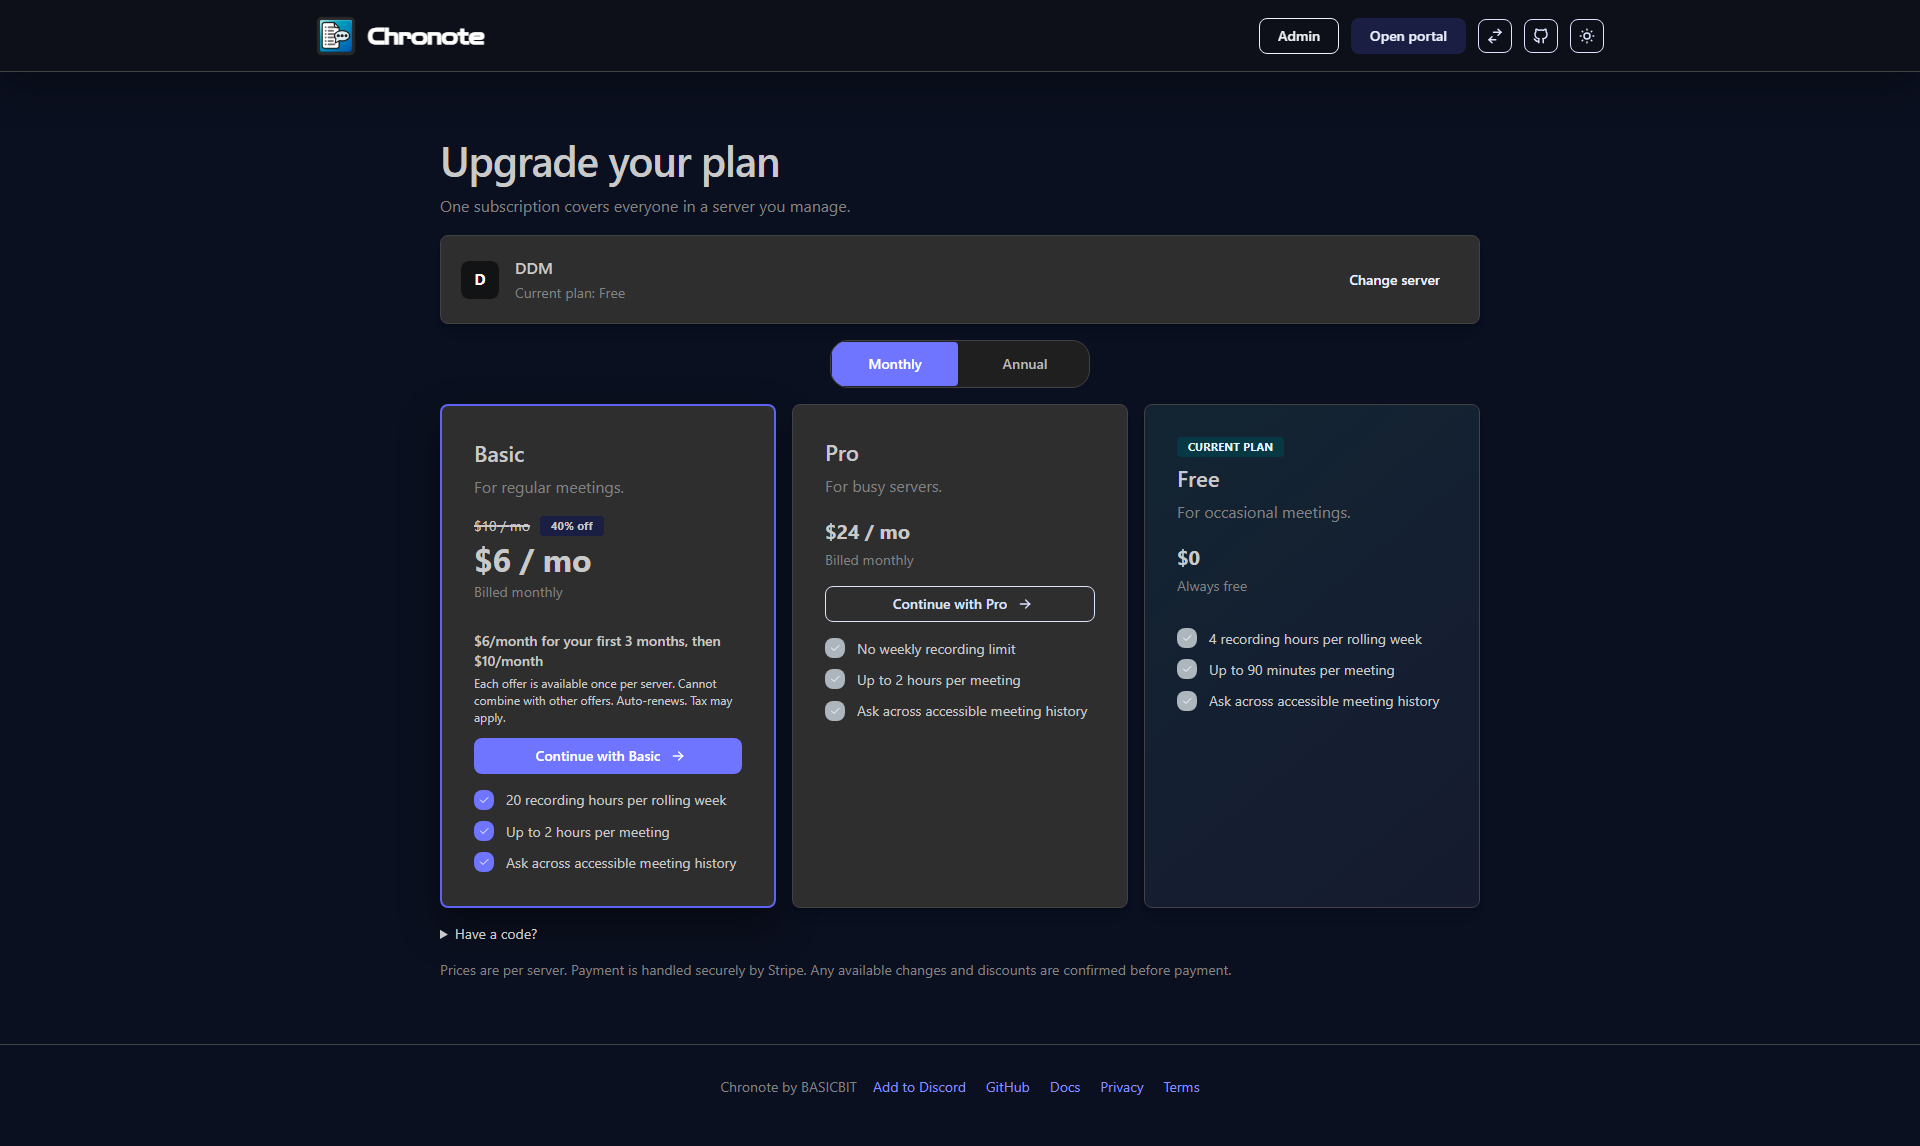 Chronote
Admin
Open portal
Upgrade your plan
One subscription covers everyone in a server you manage.
D
DDM
Current plan: Free
Change server
Monthly
Annual
Basic
For regular meetings.
$10 / mo
40% off
$6 / mo
Billed monthly
$6/month for your first 3 months, then
$10/month
Each offer is available once per server. Cannot
combine with other offers. Auto-renews. Tax may
apply.
Continue with Basic →
20 recording hours per rolling week
Up to 2 hours per meeting
Ask across accessible meeting history
Pro
For busy servers.
$24 / mo
Billed monthly
Continue with Pro →
No weekly recording limit
Up to 2 hours per meeting
Ask across accessible meeting history
CURRENT PLAN
Free
For occasional meetings.
$0
Always free
4 recording hours per rolling week
Up to 90 minutes per meeting
Ask across accessible meeting history
Have a code?
Prices are per server. Payment is handled securely by Stripe. Any available changes and discounts are confirmed before payment.
Chronote by BASICBIT
Add to Discord
GitHub
Docs
Privacy
Terms